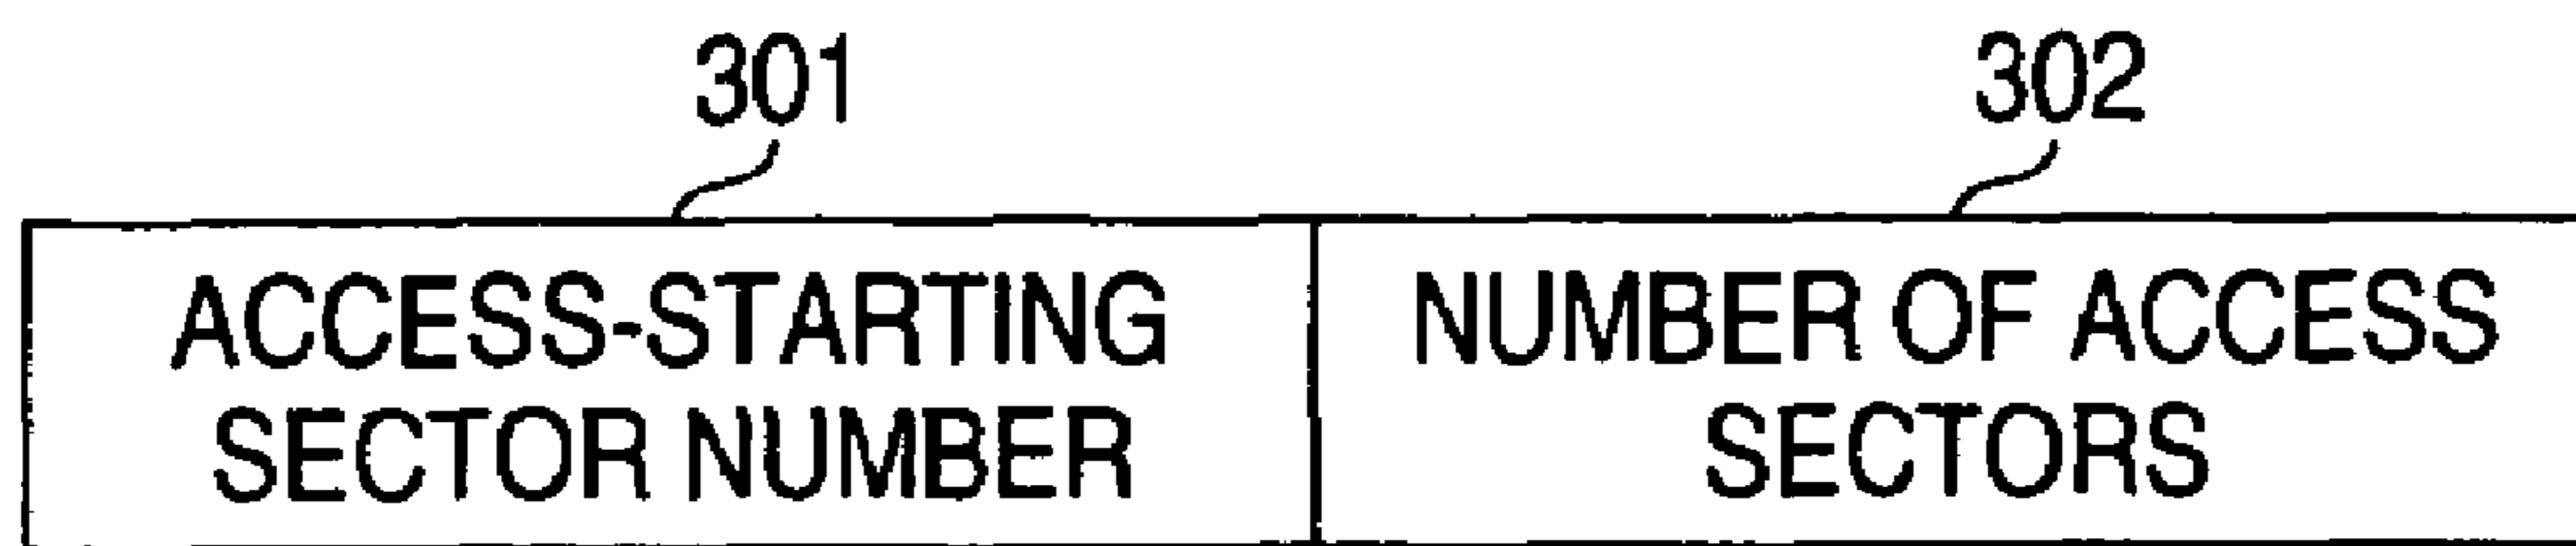 301
302
ACCESS-STARTING
SECTOR NUMBER
NUMBER OF ACCESS
SECTORS